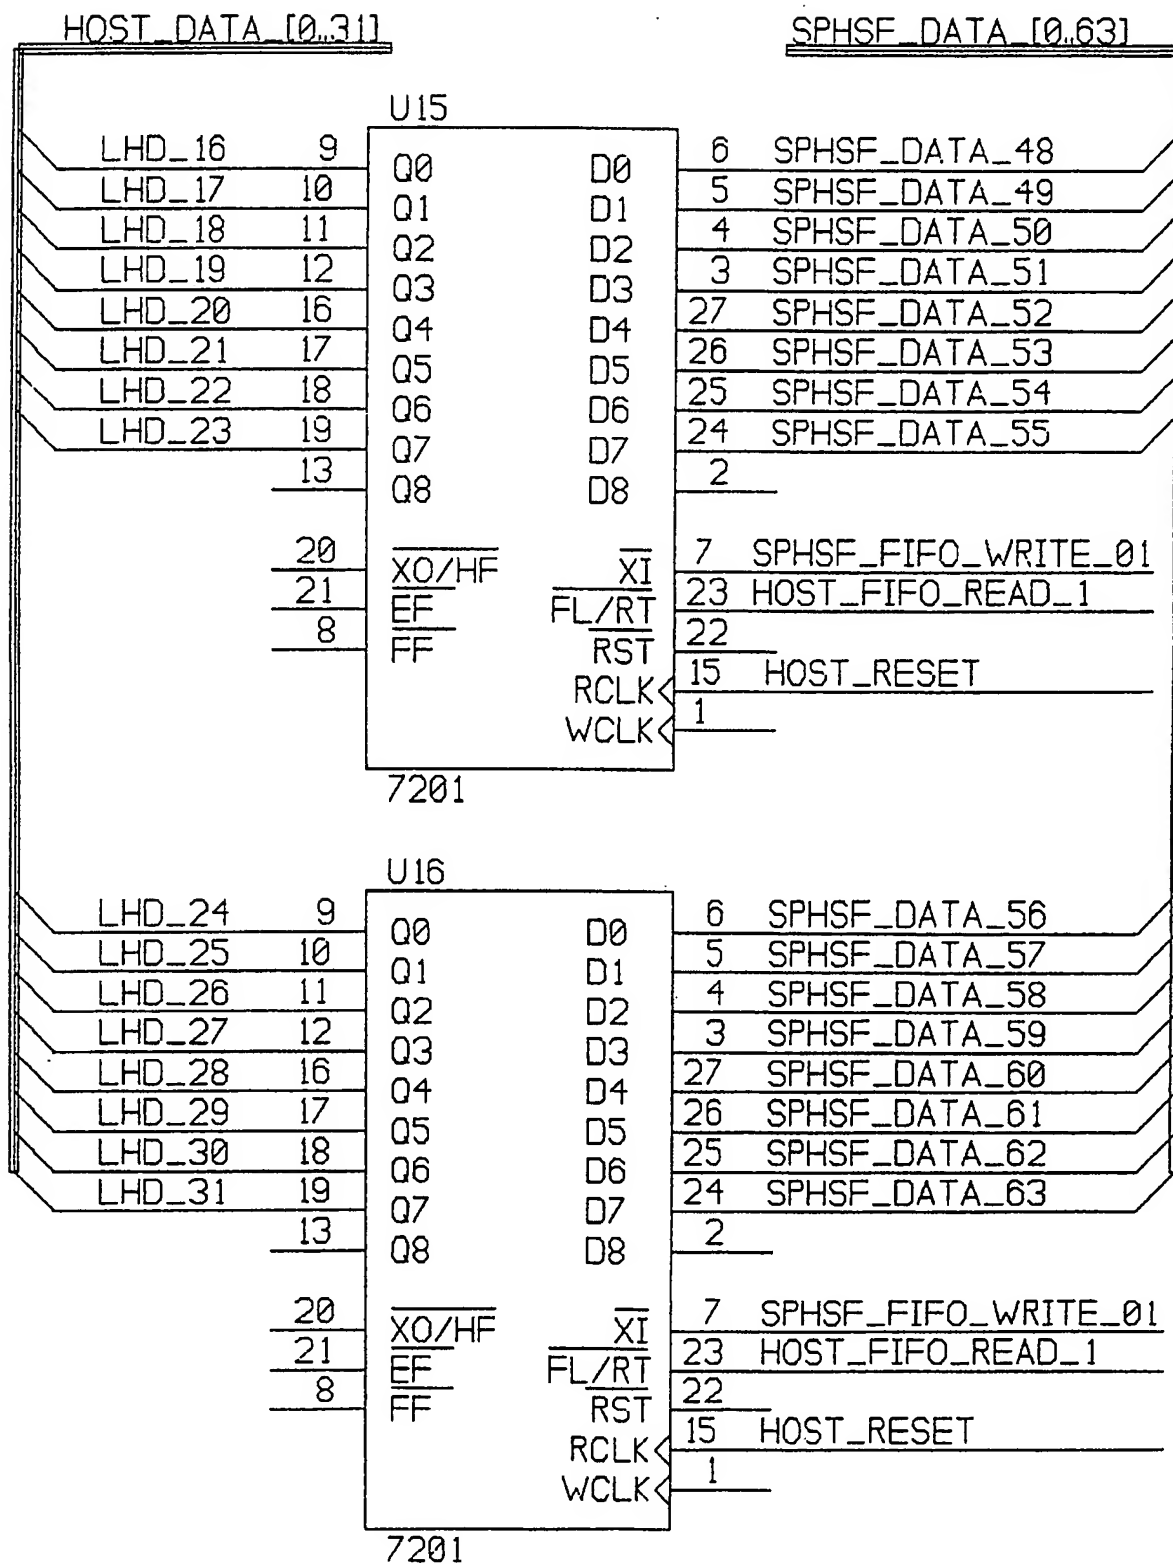 HOST_DATA_[0..31] SPHSF_DATA_[0..63]
U15
LHD_16 9 Q0 D0 6 SPHSF_DATA_48
LHD_17 10 Q1 D1 5 SPHSF_DATA_49
LHD_18 11 Q2 D2 4 SPHSF_DATA_50
LHD_19 12 Q3 D3 3 SPHSF_DATA_51
LHD_20 16 Q4 D4 27 SPHSF_DATA_52
LHD_21 17 Q5 D5 26 SPHSF_DATA_53
LHD_22 18 Q6 D6 25 SPHSF_DATA_54
LHD_23 19 Q7 D7 24 SPHSF_DATA_55
13 Q8 D8 2
20 XO/HF XI 7 SPHSF_FIFO_WRITE_01
21 EF FL/RT 23 HOST_FIFO_READ_1
8 FF RST 22
RCLK 15 HOST_RESET
WCLK 1
7201
U16
LHD_24 9 Q0 D0 6 SPHSF_DATA_56
LHD_25 10 Q1 D1 5 SPHSF_DATA_57
LHD_26 11 Q2 D2 4 SPHSF_DATA_58
LHD_27 12 Q3 D3 3 SPHSF_DATA_59
LHD_28 16 Q4 D4 27 SPHSF_DATA_60
LHD_29 17 Q5 D5 26 SPHSF_DATA_61
LHD_30 18 Q6 D6 25 SPHSF_DATA_62
LHD_31 19 Q7 D7 24 SPHSF_DATA_63
13 Q8 D8 2
20 XO/HF XI 7 SPHSF_FIFO_WRITE_01
21 EF FL/RT 23 HOST_FIFO_READ_1
8 FF RST 22
RCLK 15 HOST_RESET
WCLK 1
7201